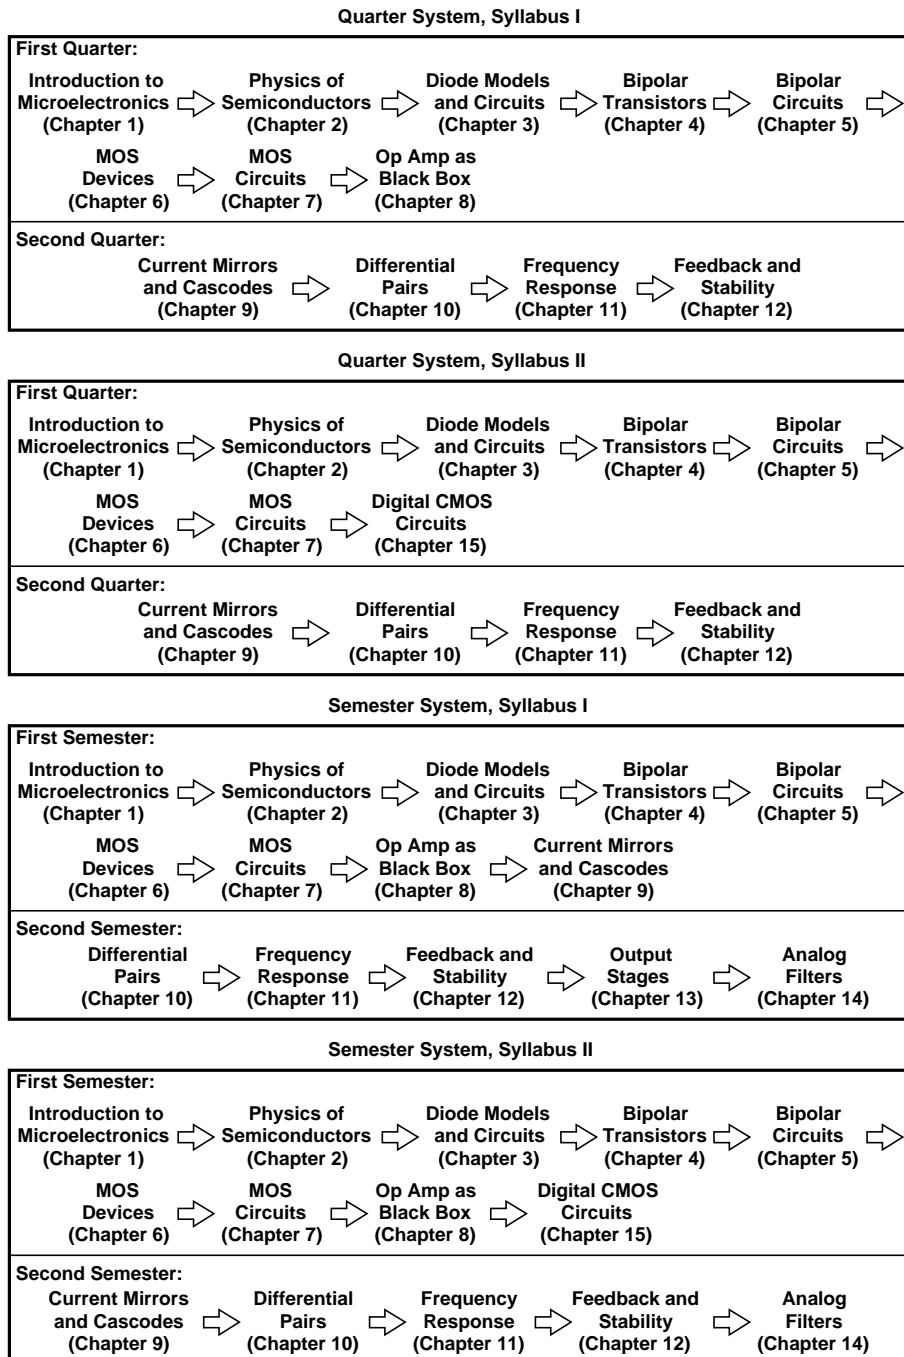 Quarter System, Syllabus I
First Quarter:
Introduction to Physics of Diode Models Bipolar Bipolar
Microelectronics Semiconductors and Circuits Transistors Circuits
(Chapter 1) (Chapter 2) (Chapter 3) (Chapter 4) (Chapter 5)
MOS MOS Op Amp as
Devices Circuits Black Box
(Chapter 6) (Chapter 7) (Chapter 8)
Second Quarter:
Current Mirrors Differential Frequency Feedback and
and Cascodes Pairs Response Stability
(Chapter 9) (Chapter 10) (Chapter 11) (Chapter 12)
Quarter System, Syllabus II
First Quarter:
Introduction to Physics of Diode Models Bipolar Bipolar
Microelectronics Semiconductors and Circuits Transistors Circuits
(Chapter 1) (Chapter 2) (Chapter 3) (Chapter 4) (Chapter 5)
MOS MOS Digital CMOS
Devices Circuits Circuits
(Chapter 6) (Chapter 7) (Chapter 15)
Second Quarter:
Current Mirrors Differential Frequency Feedback and
and Cascodes Pairs Response Stability
(Chapter 9) (Chapter 10) (Chapter 11) (Chapter 12)
Semester System, Syllabus I
First Semester:
Introduction to Physics of Diode Models Bipolar Bipolar
Microelectronics Semiconductors and Circuits Transistors Circuits
(Chapter 1) (Chapter 2) (Chapter 3) (Chapter 4) (Chapter 5)
MOS MOS Op Amp as Current Mirrors
Devices Circuits Black Box and Cascodes
(Chapter 6) (Chapter 7) (Chapter 8) (Chapter 9)
Second Semester:
Differential Frequency Feedback and Output Analog
Pairs Response Stability Stages Filters
(Chapter 10) (Chapter 11) (Chapter 12) (Chapter 13) (Chapter 14)
Semester System, Syllabus II
First Semester:
Introduction to Physics of Diode Models Bipolar Bipolar
Microelectronics Semiconductors and Circuits Transistors Circuits
(Chapter 1) (Chapter 2) (Chapter 3) (Chapter 4) (Chapter 5)
MOS MOS Op Amp as Digital CMOS
Devices Circuits Black Box Circuits
(Chapter 6) (Chapter 7) (Chapter 8) (Chapter 15)
Second Semester:
Current Mirrors Differential Frequency Feedback and Analog
and Cascodes Pairs Response Stability Filters
(Chapter 9) (Chapter 10) (Chapter 11) (Chapter 12) (Chapter 14)